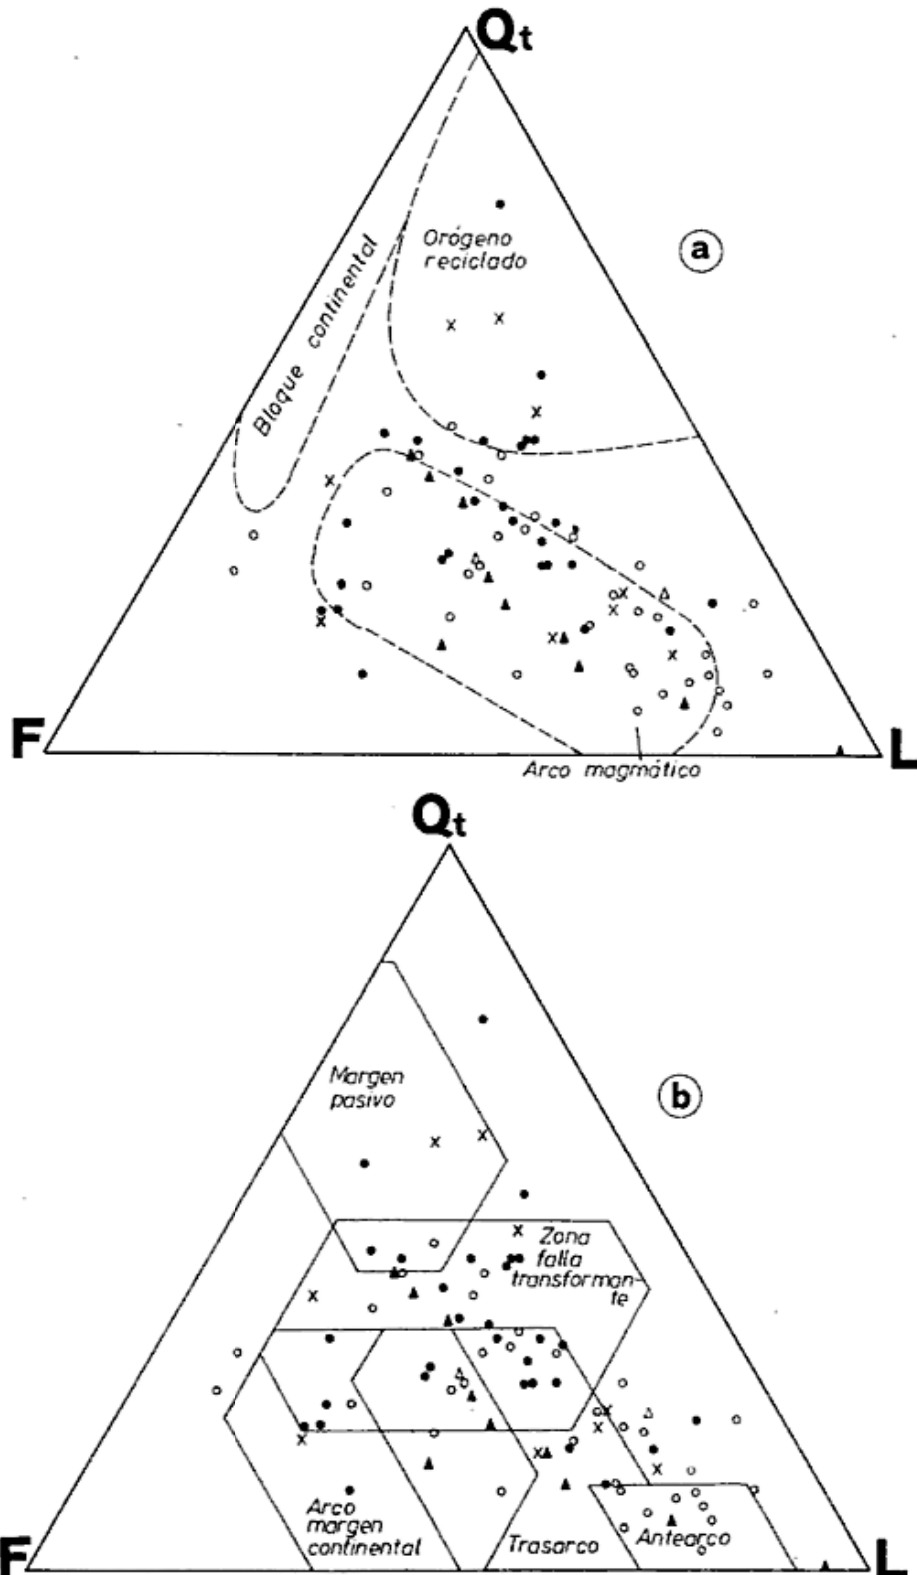 Qt
a
Orógeno
reciclado
Bloque continental
F
L
Arco magmático
Qt
b
Margen
pasivo
Zona
falla
transforman-
te
Arco
margen
continental
Trasarco
Antearco
F
L